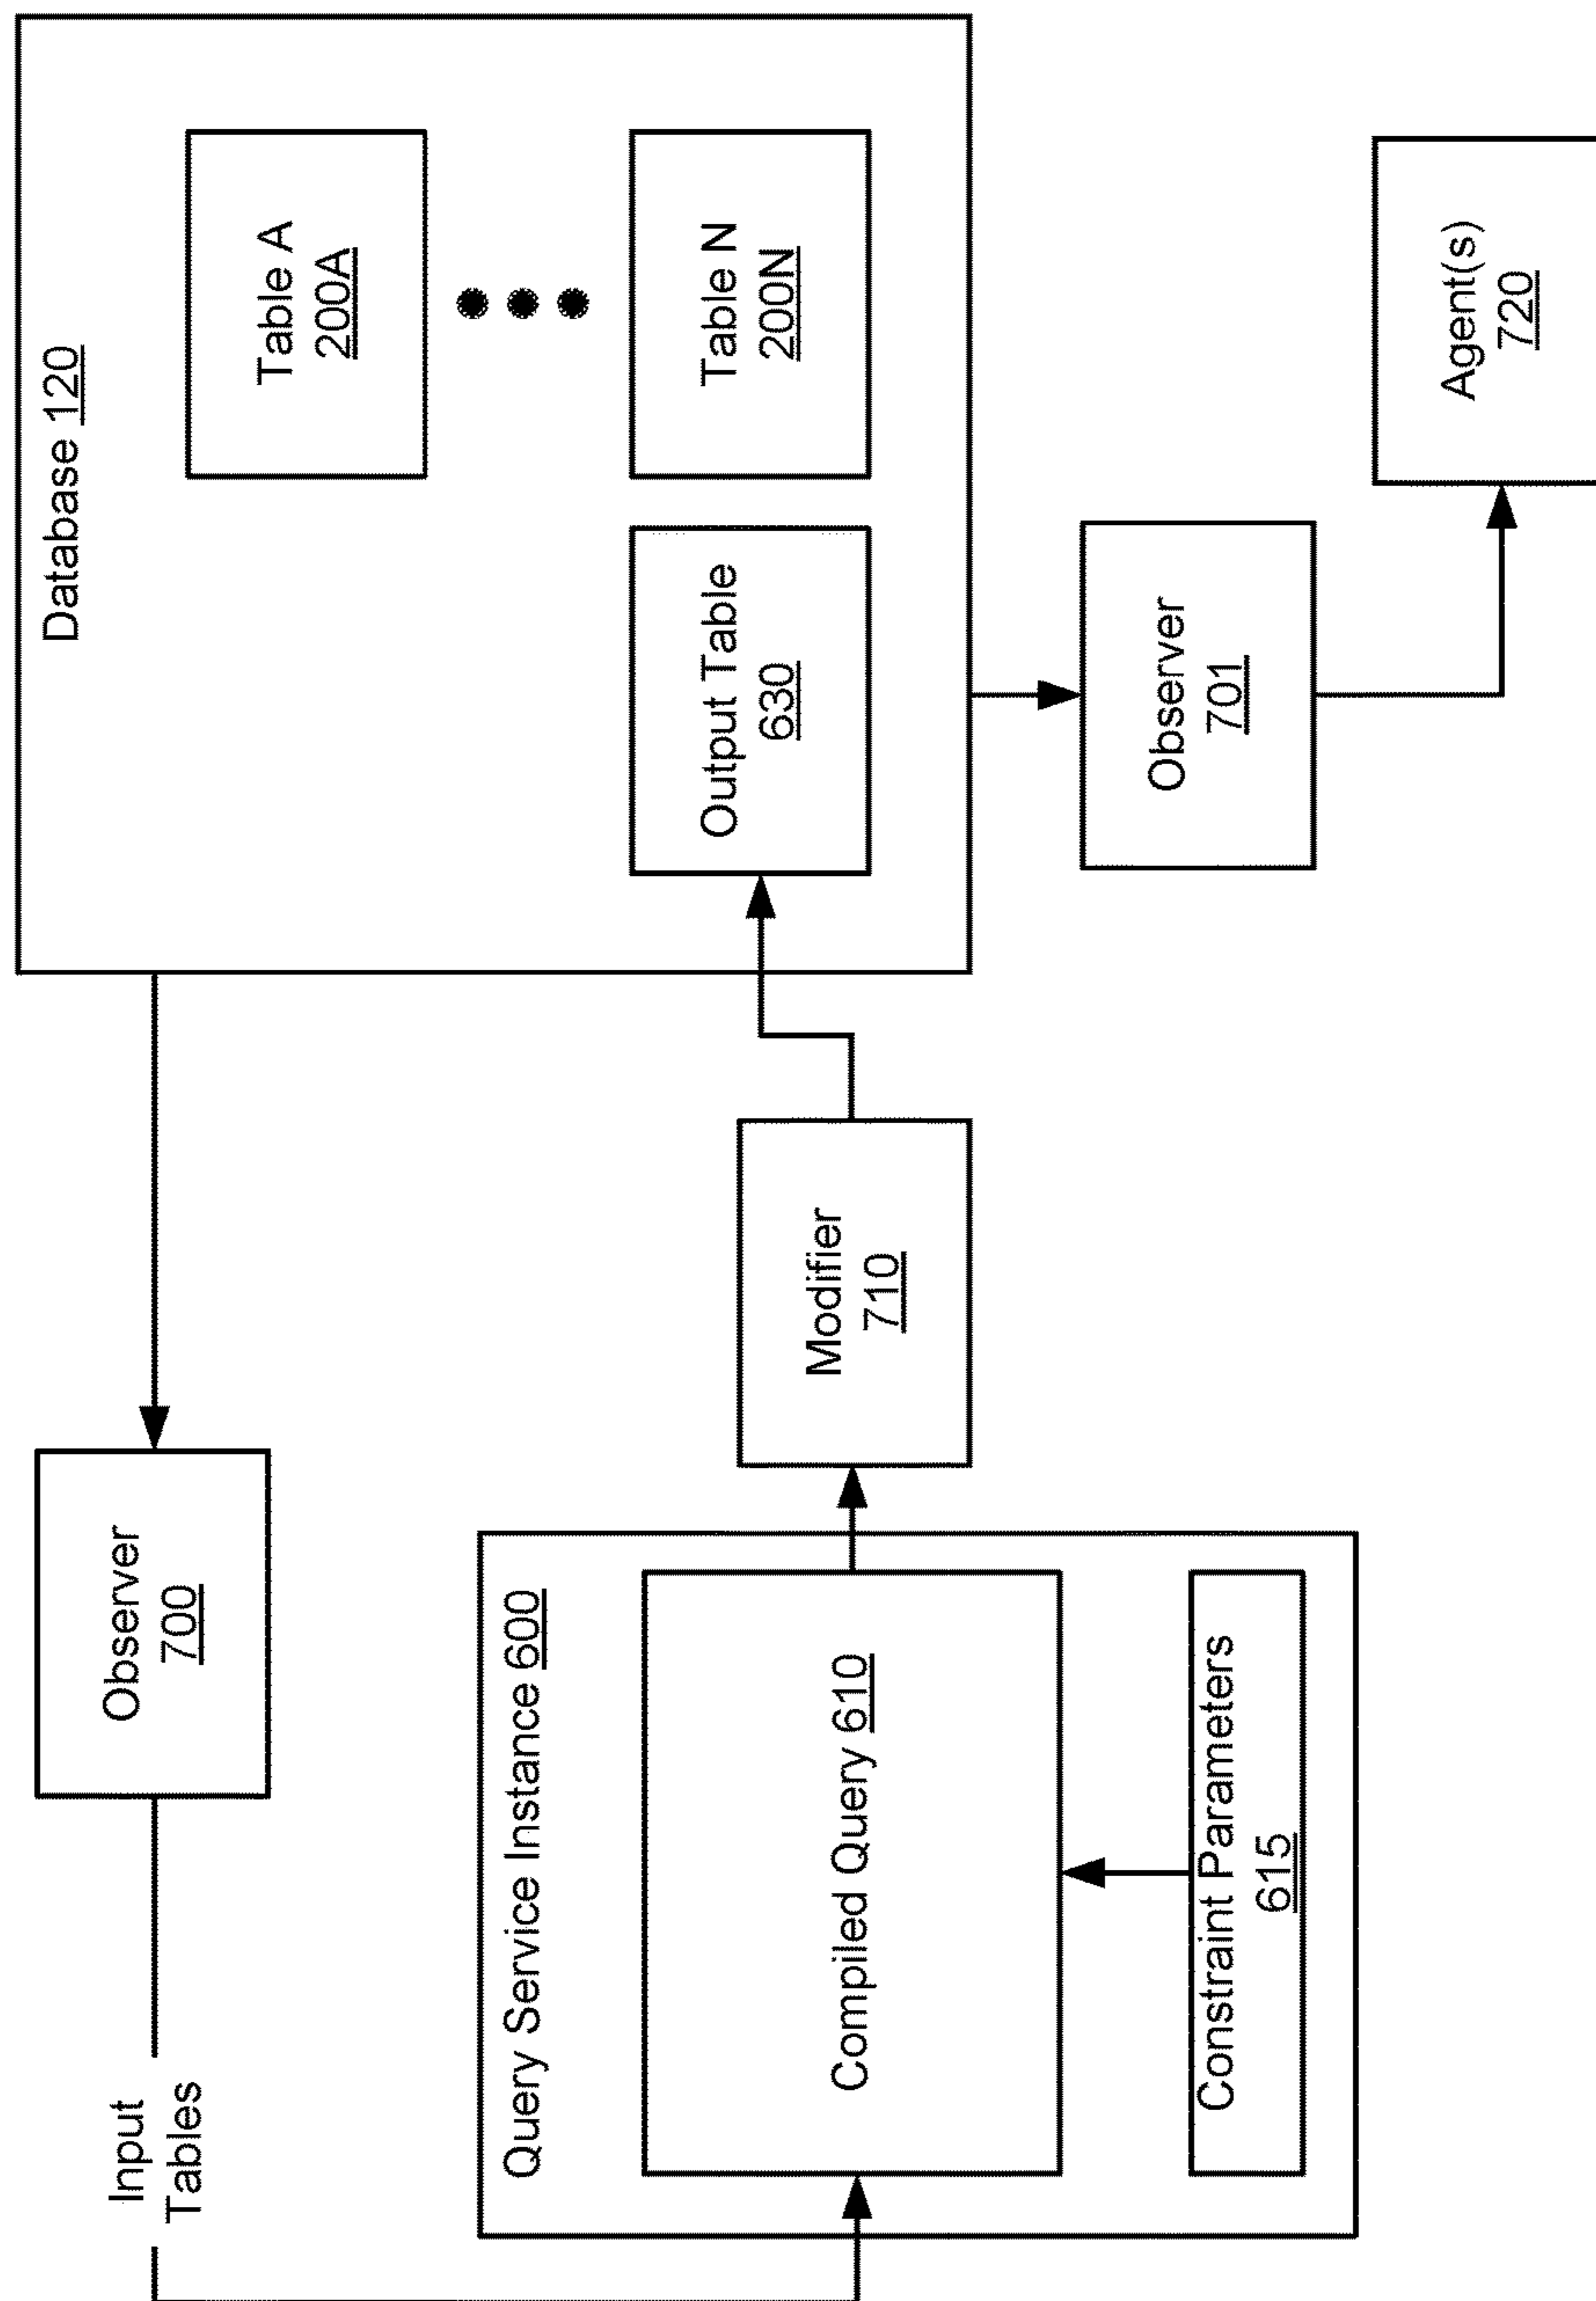 Input
Tables
Observer
700
Database 120
Table A
200A
Table N
200N
Output Table
630
Query Service Instance 600
Compiled Query 610
Constraint Parameters
615
Modifier
710
Observer
701
Agent(s)
720